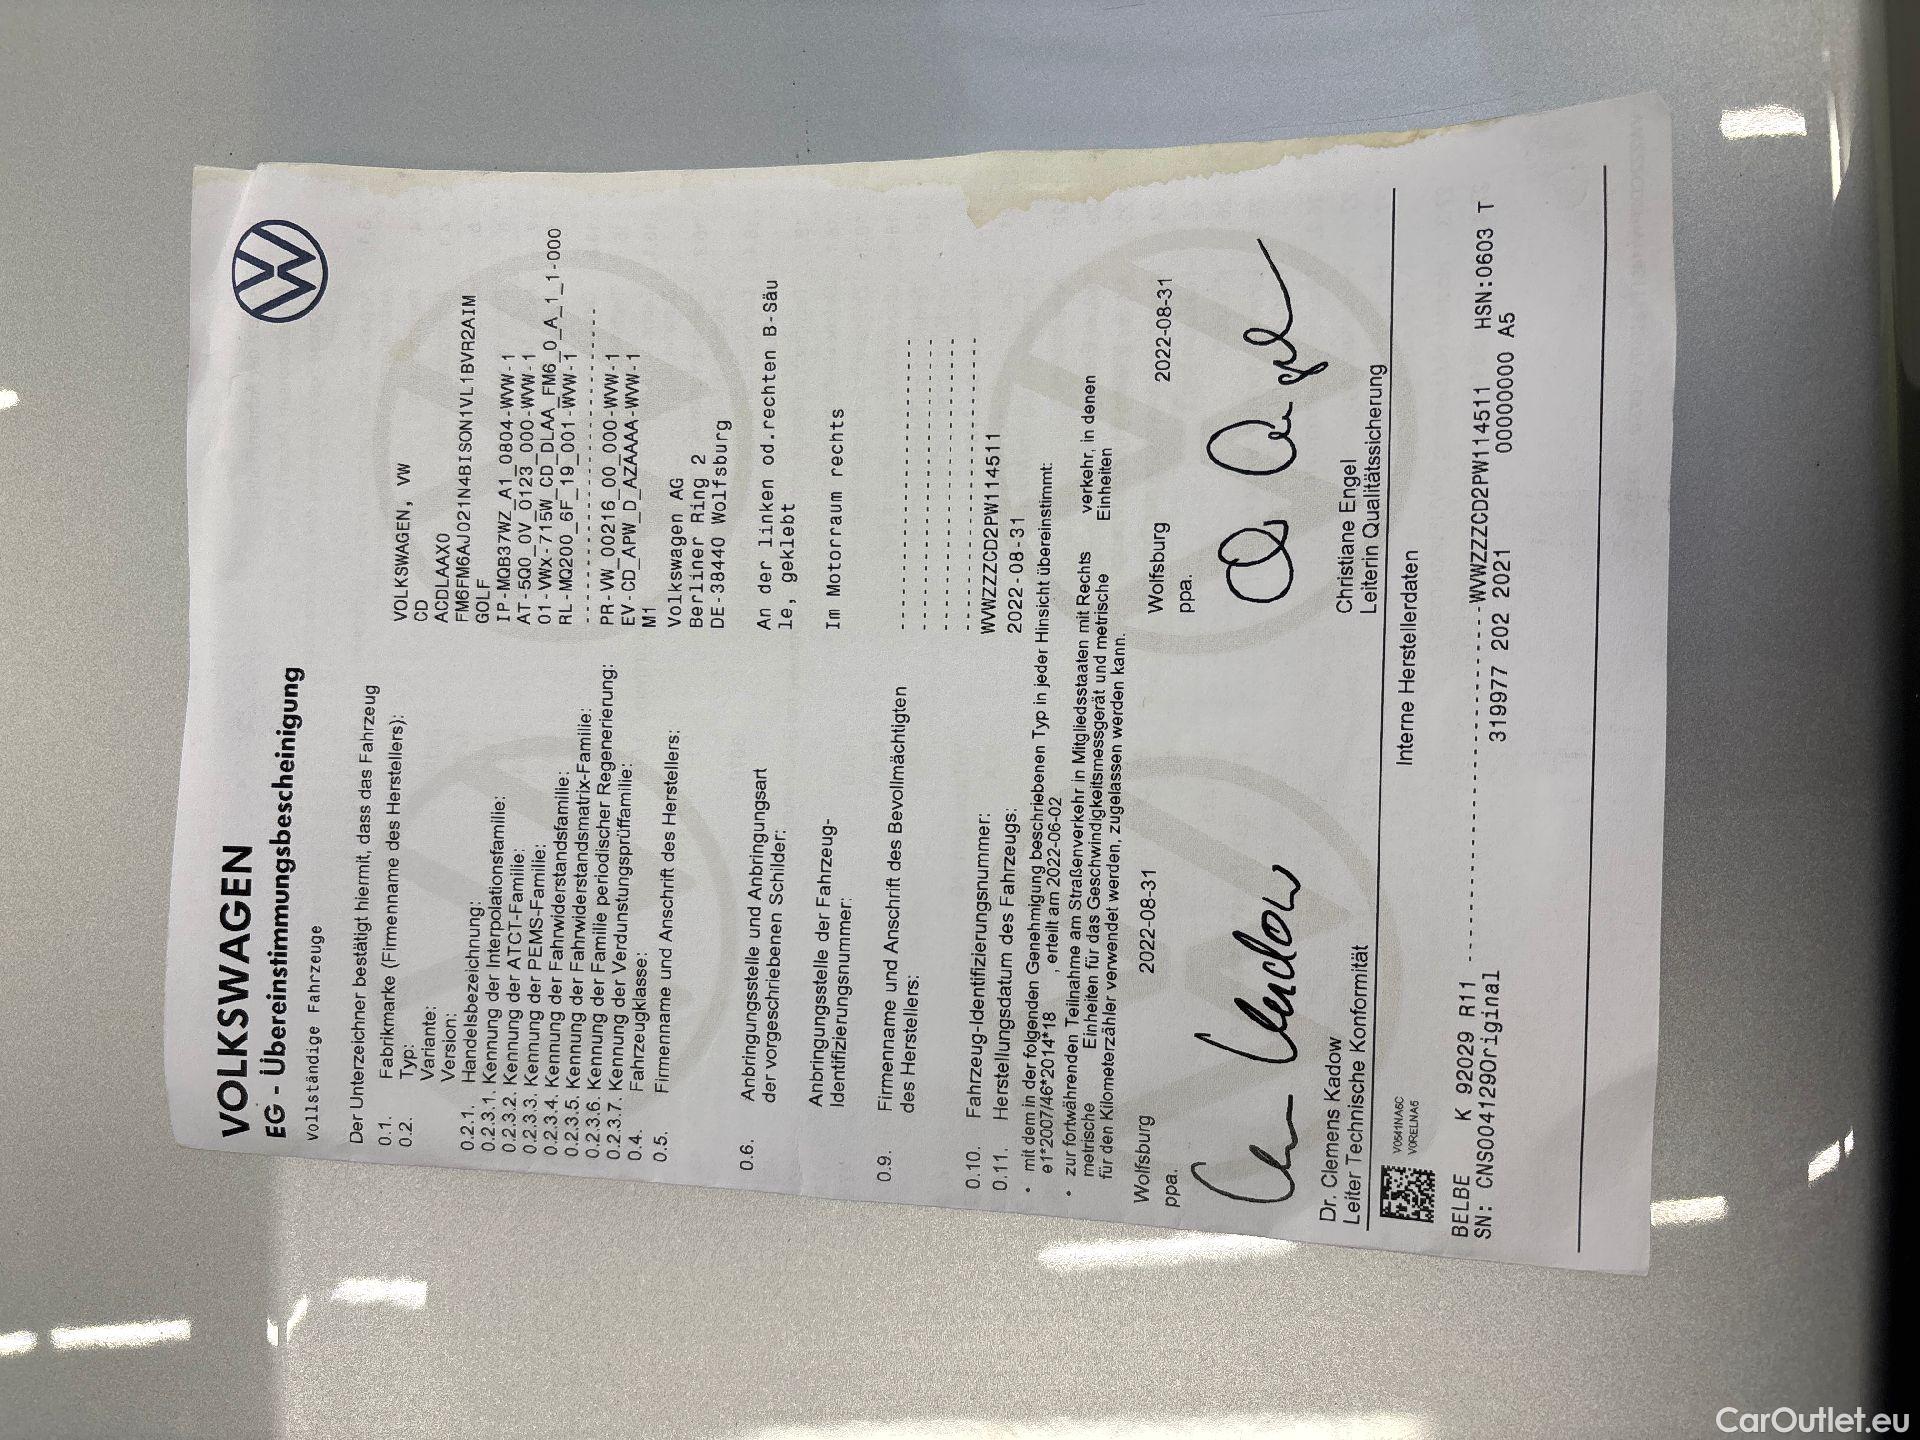 VOLKSWAGEN
EG - Übereinstimmungsbescheinigung
Vollständige Fahrzeuge
Der Unterzeichner bestätigt hiermit, dass das Fahrzeug
0.1. Fabrikmarke (Firmenname des Herstellers): VOLKSWAGEN, VW
0.2. Typ: CD
Variante: ACDLAAX0
Version: FM6FM6AJ021N4BISON1VL1BVR2AIM
0.2.1. Handelsbezeichnung: GOLF
0.2.3.1. Kennung der Interpolationsfamilie: IP-MQB37WZ_A1_0804-WVW-1
0.2.3.2. Kennung der ATCT-Familie: AT-5Q0_0V_0123_000-WVW-1
0.2.3.3. Kennung der PEMS-Familie: 01-VWx-715W_CD_DLAA_FM6_0_A_1_1-000
0.2.3.4. Kennung der Fahrwiderstandsfamilie: RL-MQ200_6F_19_001-WVW-1
0.2.3.5. Kennung der Fahrwiderstandsmatrix-Familie: ------------------------------
0.2.3.6. Kennung der Familie periodischer Regenerierung: PR-VW_00216_00_000-WVW-1
0.2.3.7. Kennung der Verdunstungsprüffamilie: EV-CD_APW_D_AZAAAA-WVW-1
0.4. Fahrzeugklasse: M1
0.5. Firmenname und Anschrift des Herstellers: Volkswagen AG
Berliner Ring 2
DE-38440 Wolfsburg
0.6. Anbringungsstelle und Anbringungsart An der linken od.rechten B-Säu
der vorgeschriebenen Schilder: le, geklebt
Anbringungsstelle der Fahrzeug- Im Motorraum rechts
Identifizierungsnummer:
0.9. Firmenname und Anschrift des Bevollmächtigten ------------------------------
des Herstellers: ------------------------------
------------------------------
------------------------------
0.10. Fahrzeug-Identifizierungsnummer: WVWZZZCD2PW114511
0.11. Herstellungsdatum des Fahrzeugs: 2022-08-31
• mit dem in der folgenden Genehmigung beschriebenen Typ in jeder Hinsicht übereinstimmt:
e1*2007/46*2014*18 , erteilt am 2022-06-02
• zur fortwährenden Teilnahme am Straßenverkehr in Mitgliedsstaaten mit Rechts verkehr, in denen
metrische Einheiten für das Geschwindigkeitsmessgerät und metrische Einheiten
für den Kilometerzähler verwendet werden, zugelassen werden kann.
Wolfsburg 2022-08-31 Wolfsburg 2022-08-31
ppa. ppa.
Dr. Clemens Kadow Christiane Engel
Leiter Technische Konformität Leiterin Qualitätssicherung
V0641NA6C Interne Herstellerdaten
V0RELNA6
BELBE K 92029 R11 ------------------------------WVWZZZCD2PW114511 HSN:0603 T
SN: CNS004129Original 319977 202 2021 00000000 A5
CarOutlet.eu